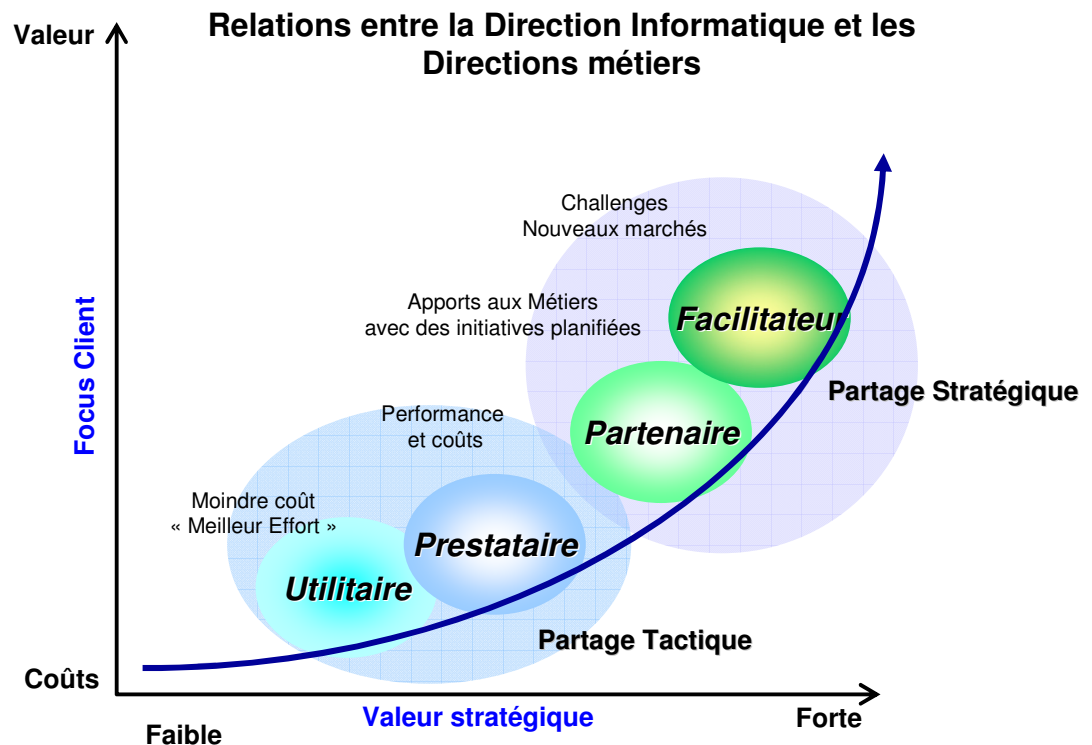 Relations entre la Direction Informatique et les
Directions métiers
Valeur
Challenges
Nouveaux marchés
Apports aux Métiers
avec des initiatives planifiées
Facilitateur
Focus Client
Partage Stratégique
Performance
et coûts
Partenaire
Moindre coût
« Meilleur Effort »
Prestataire
Utilitaire
Partage Tactique
Coûts
Valeur stratégique
Forte
Faible